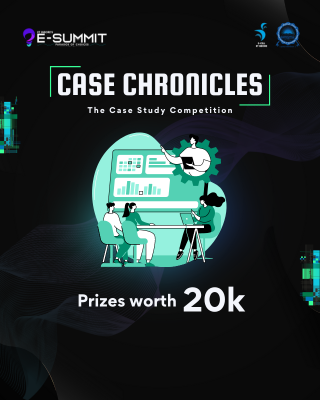 E-SUMMIT
CASE CHRONICLES
The Case Study Competition
Prizes worth 20k